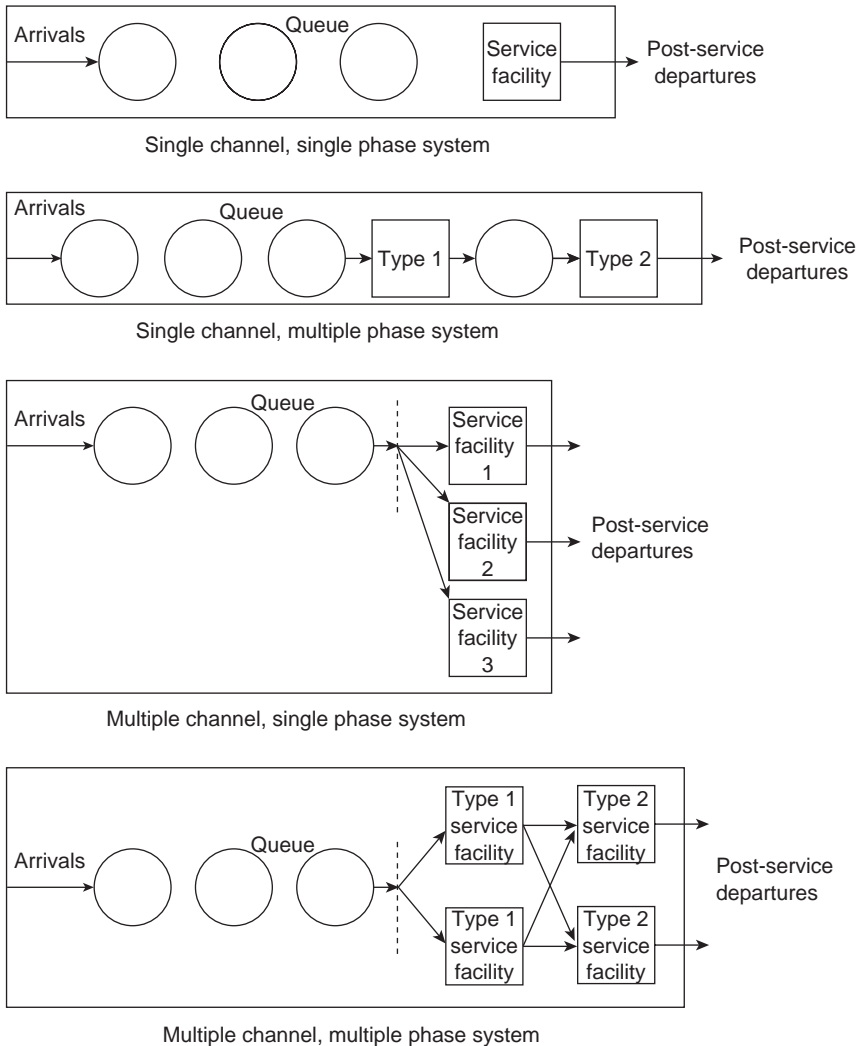 Arrivals
Queue
Service
facility
Post-service
departures
Single channel, single phase system
Arrivals
Queue
Type 1
Type 2
Post-service
departures
Single channel, multiple phase system
Arrivals
Queue
Service
facility
1
Service
facility
2
Service
facility
3
Post-service
departures
Multiple channel, single phase system
Arrivals
Queue
Type 1
service
facility
Type 2
service
facility
Type 1
service
facility
Type 2
service
facility
Post-service
departures
Multiple channel, multiple phase system